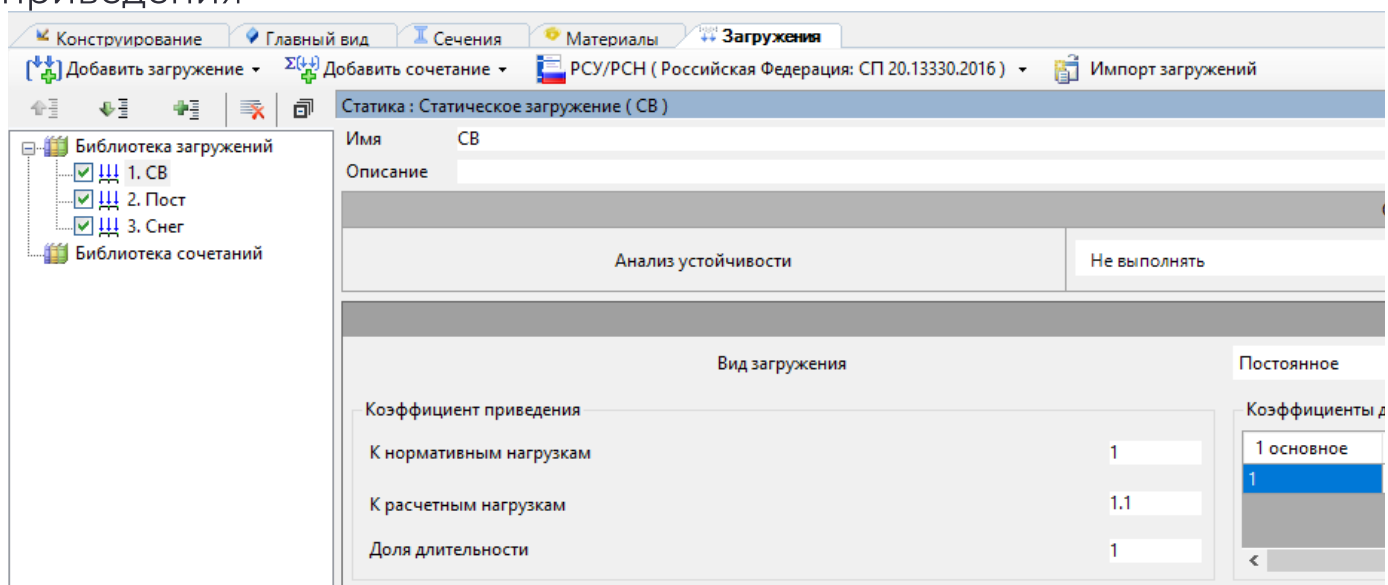 приведения
Конструирование Главный вид Сечения Материалы Загружения
Добавить загружение Добавить сочетание РСУ/РСН ( Российская Федерация: СП 20.13330.2016 ) Импорт загружений
Статика : Статическое загружение ( СВ )
Библиотека загружений
1. СВ
2. Пост
3. Снег
Библиотека сочетаний
Имя СВ
Описание
Анализ устойчивости Не выполнять
Вид загружения Постоянное
Коэффициент приведения
К нормативным нагрузкам 1
К расчетным нагрузкам 1.1
Доля длительности 1
Коэффициенты д
1 основное
1